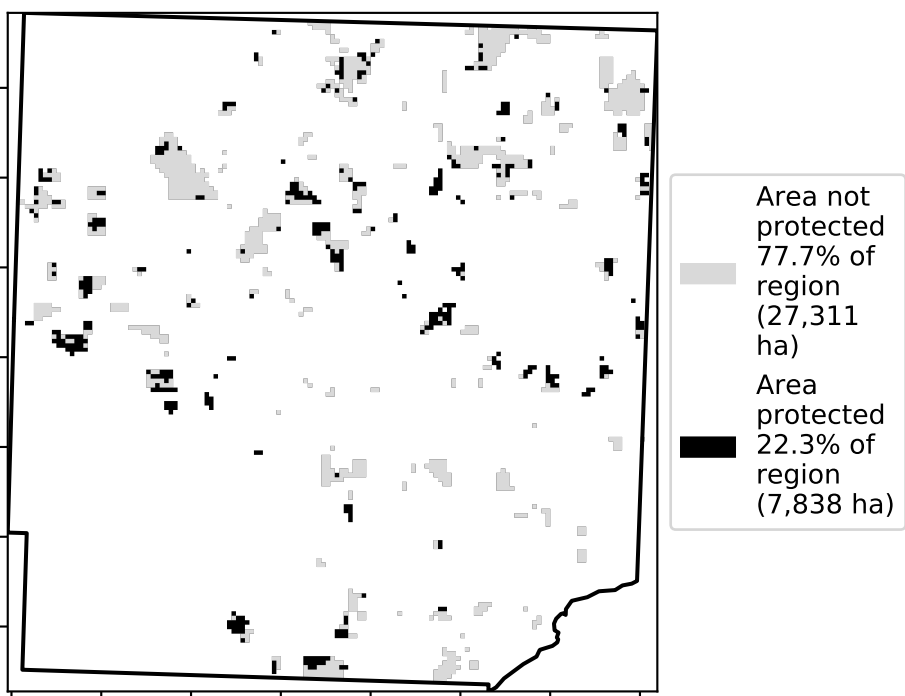 Area not
protected
77.7% of
region
(27,311
ha)
Area
protected
22.3% of
region
(7,838 ha)